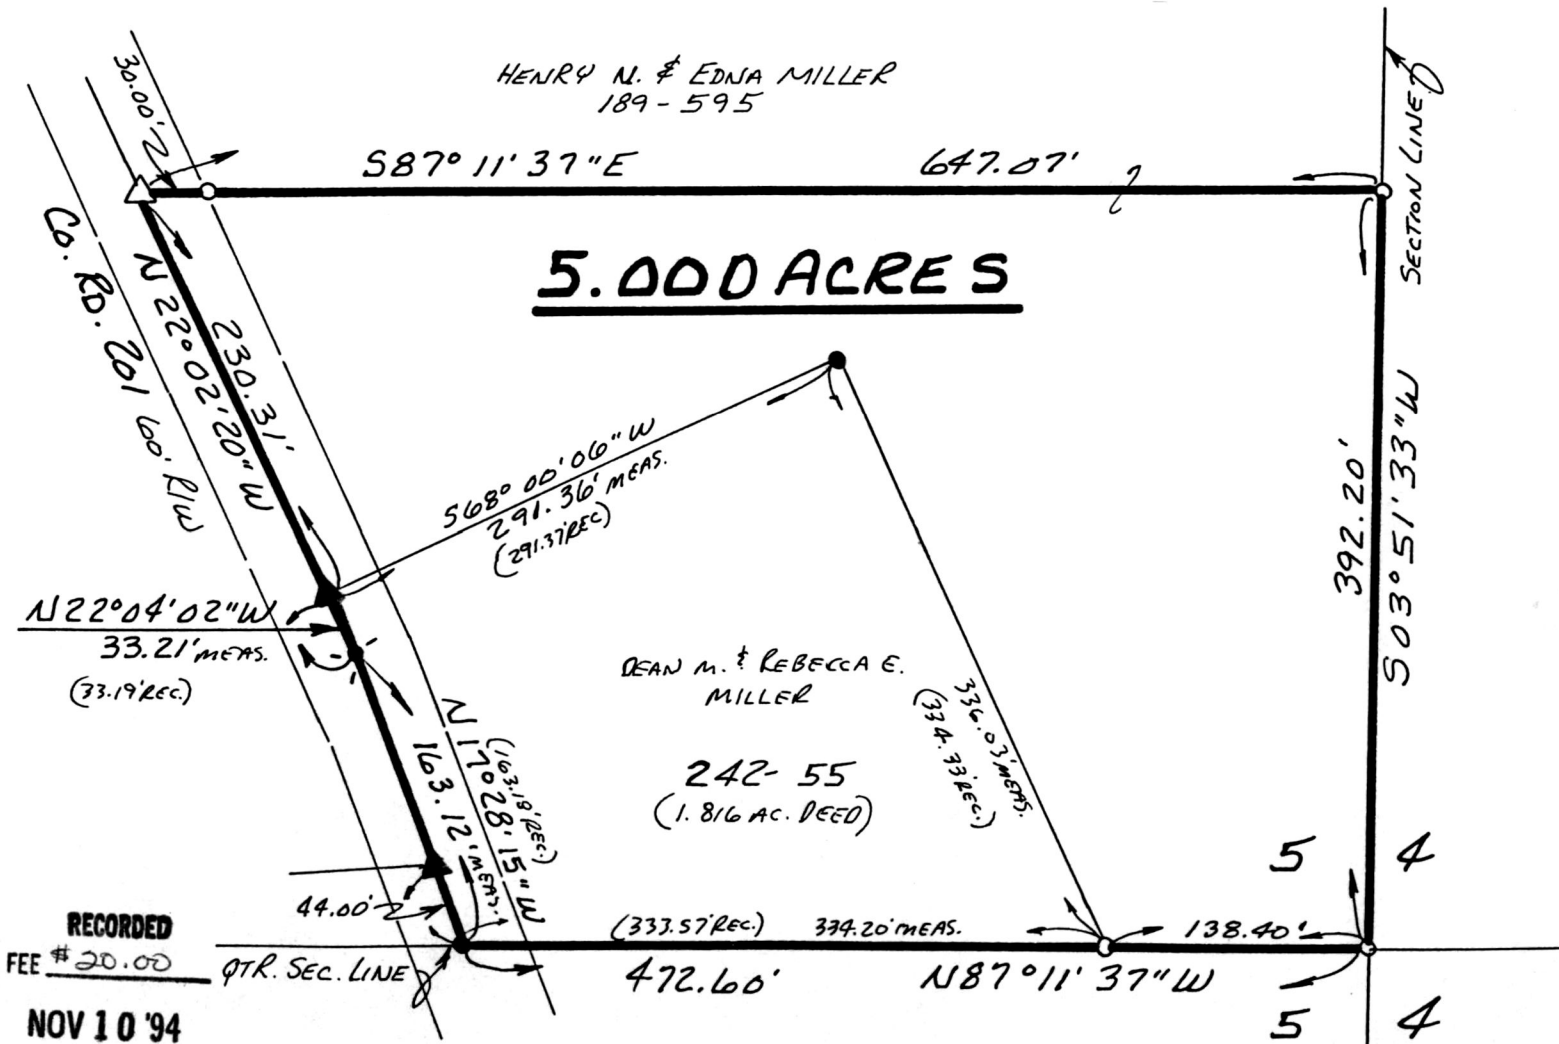 HENRY N. & EDNA MILLER
189-595
30.00'
S87° 11' 37"E
647.07'
SECTION LINE
5.000 ACRES
CO. RD. 201 60' R/W
N 22° 02' 20" W
230.31'
S68° 00' 06" W
291.36' MEAS.
(291.37' REC)
N22°04'02"W
33.21' MEAS.
(33.19' REC.)
392.20'
S03° 51' 33" W
DEAN M. & REBECCA E.
MILLER
242-55
(1.816 AC. DEED)
336.03' MEAS.
(334.33' REC.)
(163.18' REC.)
N 17° 28' 15" W
163.12' MEAS.
44.00'
5 4
(333.57' REC.) 334.20' MEAS.
138.40'
472.60'
N87°11'37"W
QTR. SEC. LINE
5 4
RECORDED
FEE # 20.00
NOV 10 '94